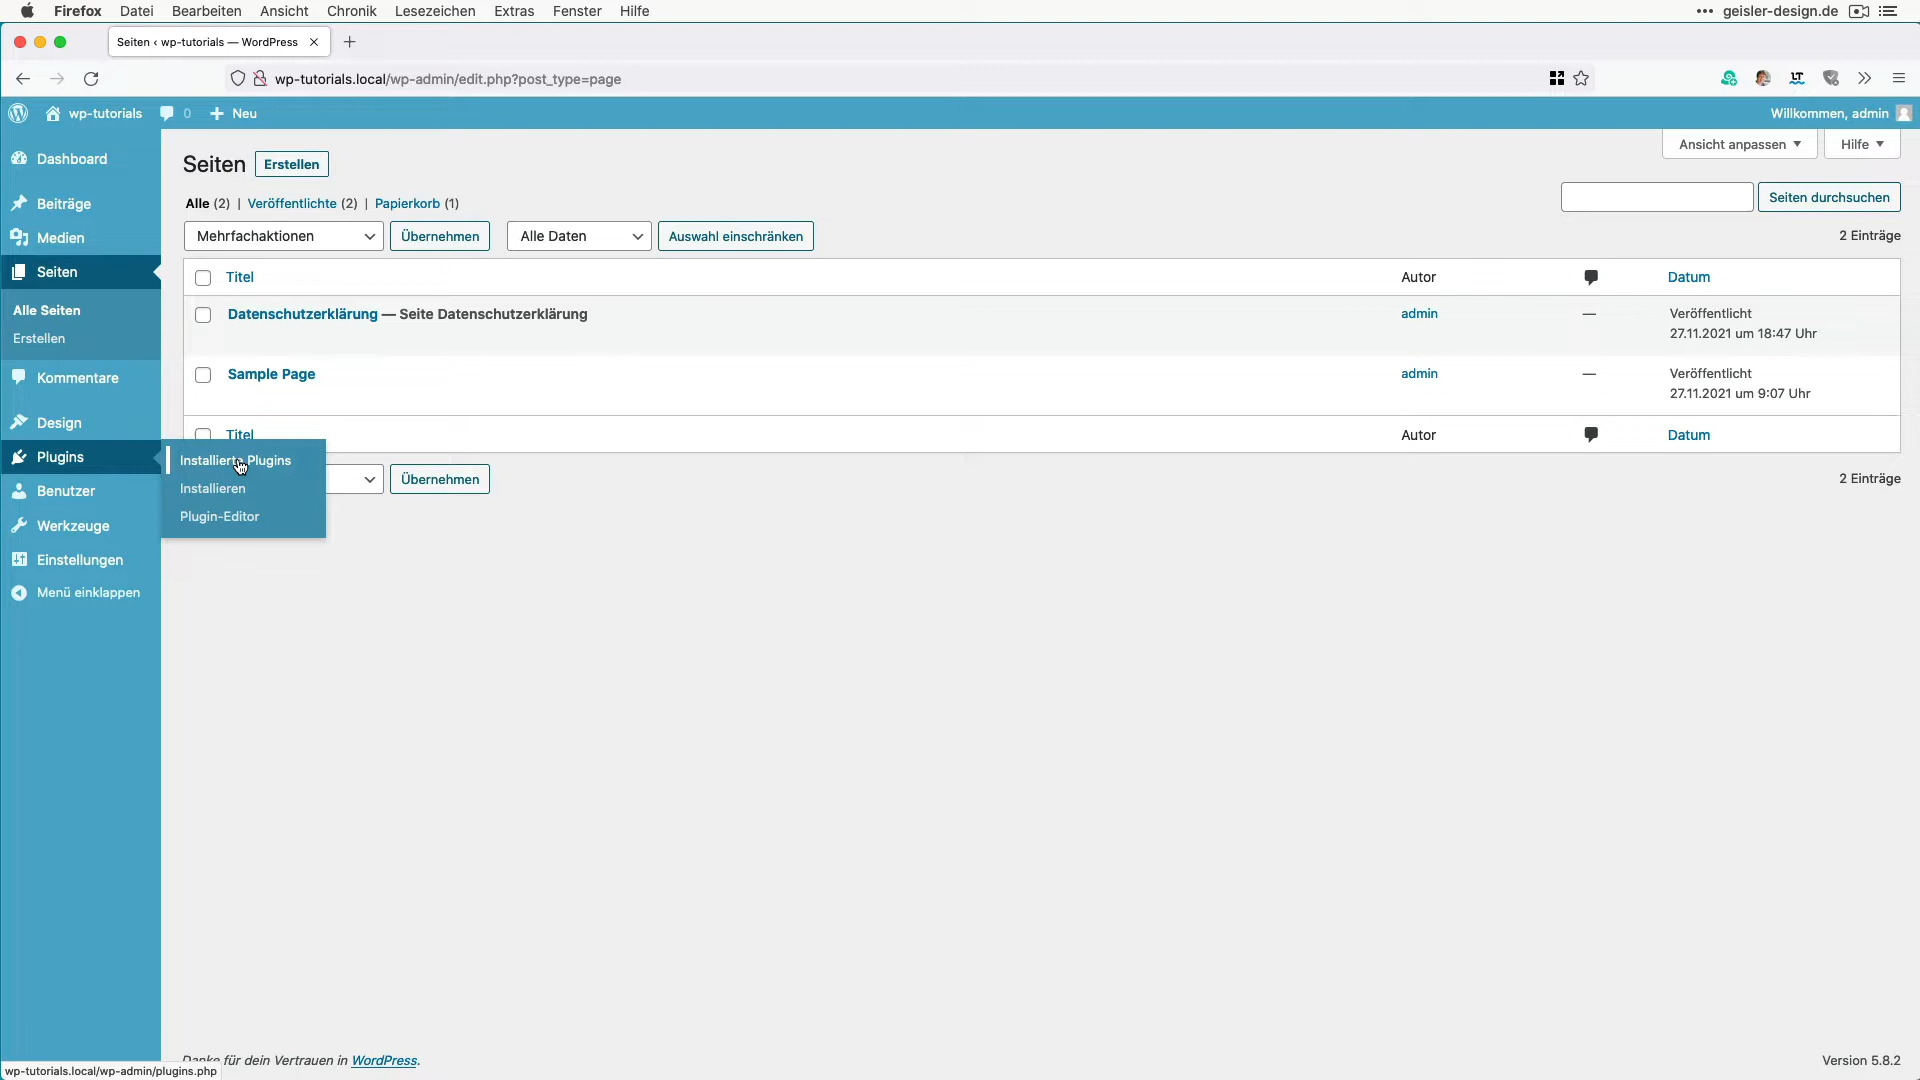 Firefox Datei Bearbeiten Ansicht Chronik Lesezeichen Extras Fenster Hilfe geisler-design.de
Seiten ‹ wp-tutorials — WordPress
wp-tutorials.local/wp-admin/edit.php?post_type=page
wp-tutorials 0 Neu Willkommen, admin
Ansicht anpassen Hilfe
Dashboard
Beiträge
Medien
Seiten
Alle Seiten
Erstellen
Kommentare
Design
Plugins
Benutzer
Werkzeuge
Einstellungen
Menü einklappen
Installierte Plugins
Installieren
Plugin-Editor
Seiten Erstellen
Alle (2) | Veröffentlichte (2) | Papierkorb (1)
Seiten durchsuchen
Mehrfachaktionen Übernehmen Alle Daten Auswahl einschränken 2 Einträge
Titel Autor Datum
Datenschutzerklärung — Seite Datenschutzerklärung admin — Veröffentlicht
27.11.2021 um 18:47 Uhr
Sample Page admin — Veröffentlicht
27.11.2021 um 9:07 Uhr
Titel Autor Datum
Übernehmen 2 Einträge
Danke für dein Vertrauen in WordPress. Version 5.8.2
wp-tutorials.local/wp-admin/plugins.php